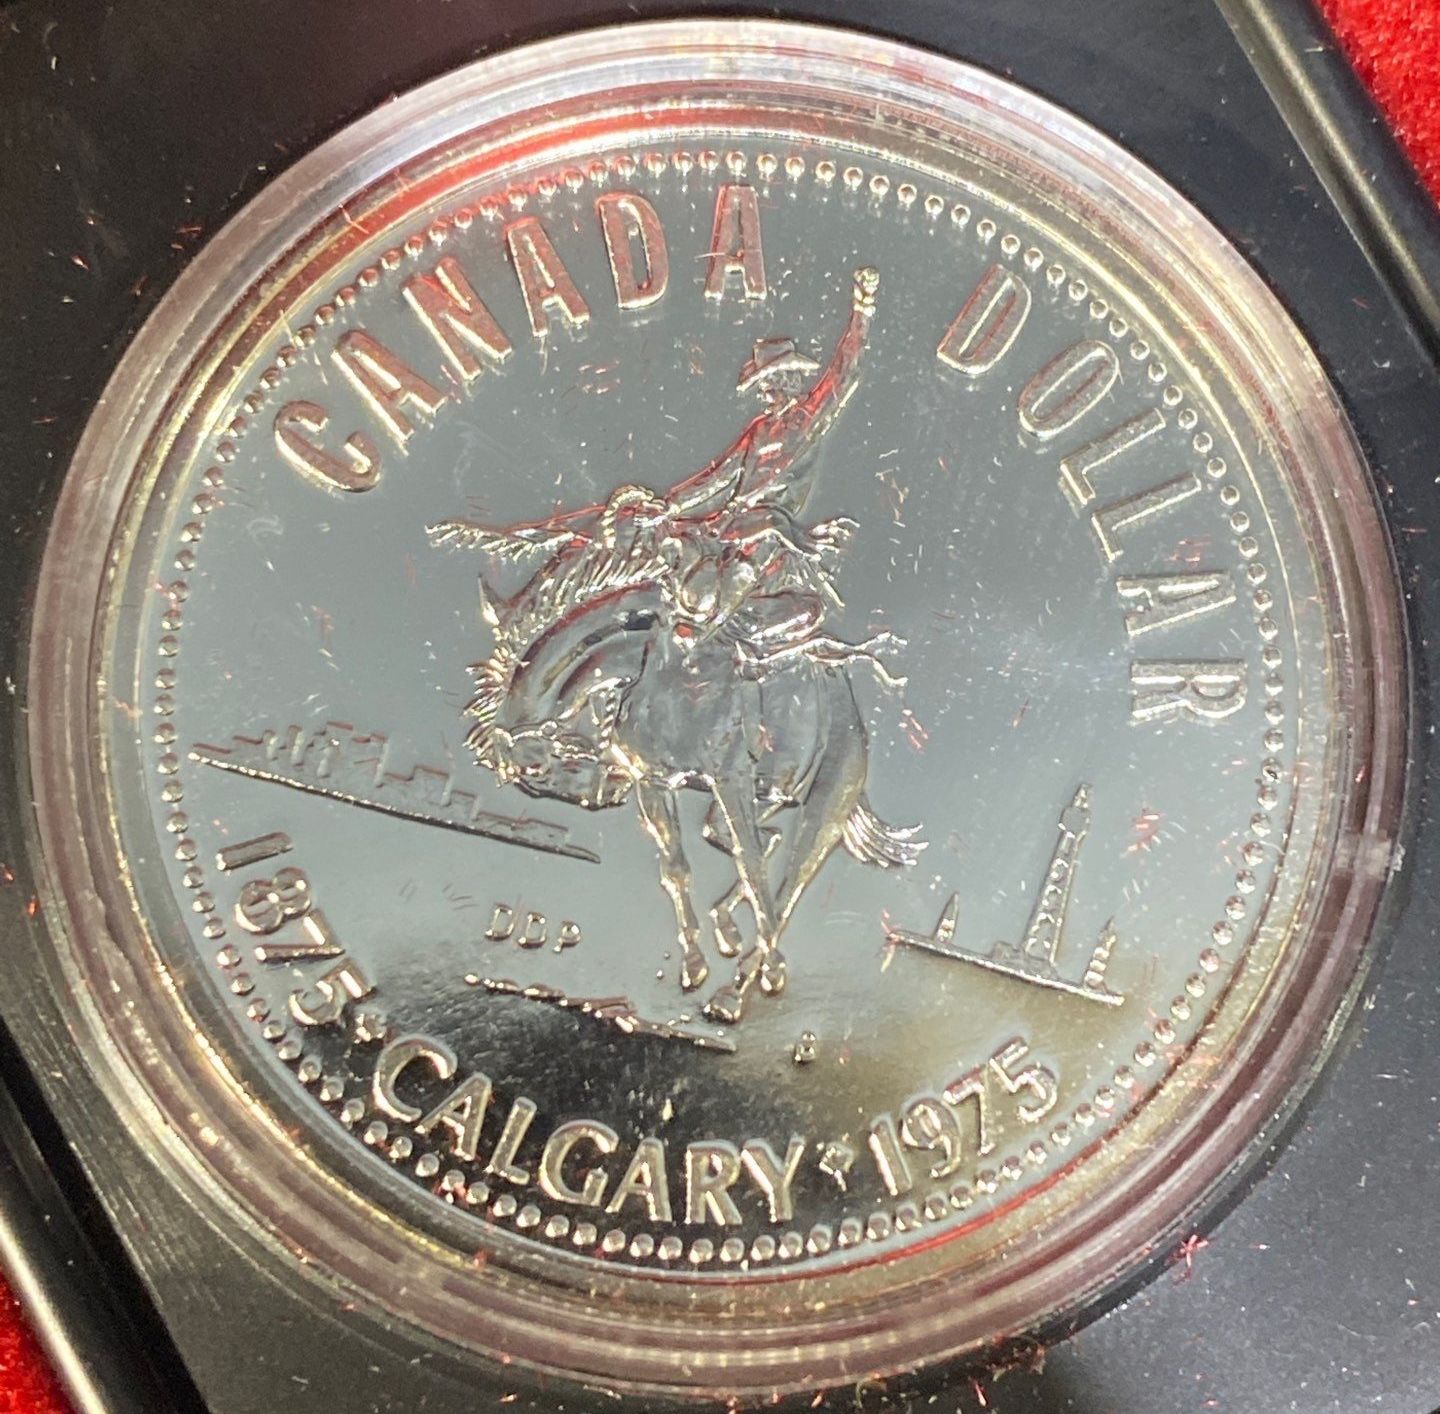 CANADA DOLLAR
DDP
1875 * CALGARY * 1975